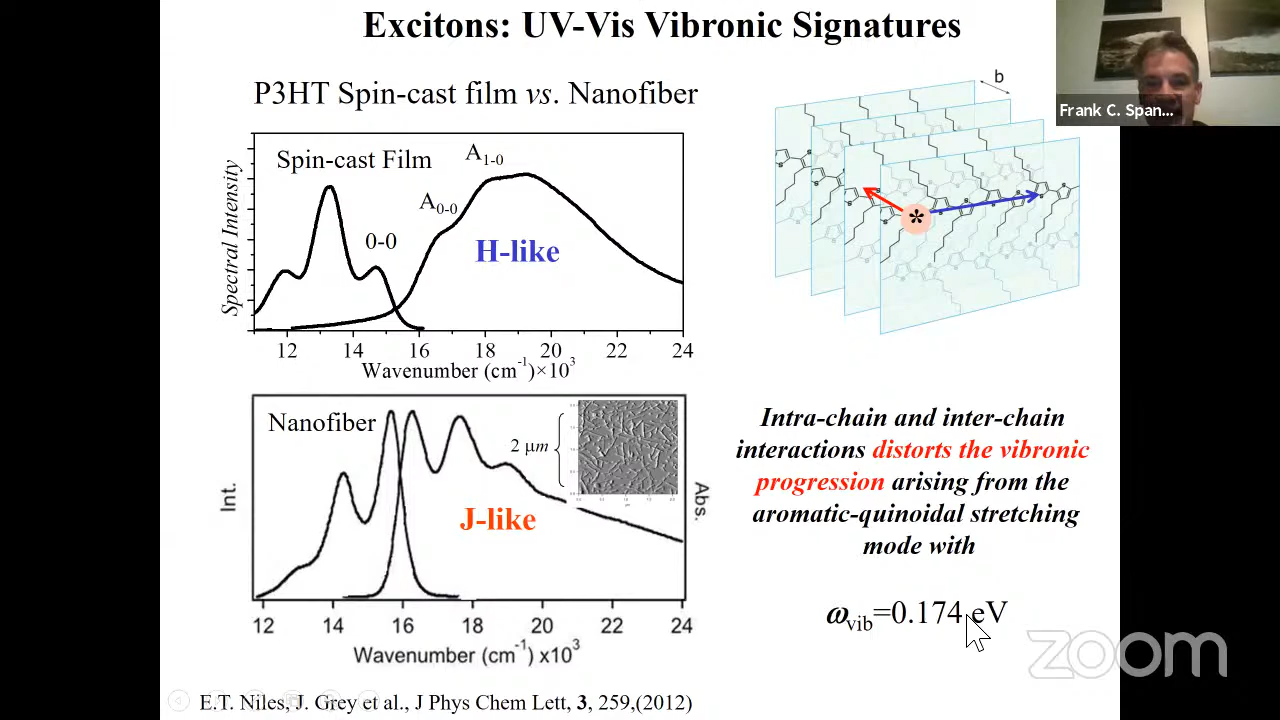 Excitons: UV-Vis Vibronic Signatures
P3HT Spin-cast film vs. Nanofiber
Spin-cast Film
A1-0
A0-0
0-0
H-like
Spectral Intensity
12 14 16 18 20 22 24
Wavenumber (cm-1)×103
b
Frank C. Span...
Nanofiber
2 μm
J-like
Int.
Abs.
12 14 16 18 20 22 24
Wavenumber (cm-1) x103
Intra-chain and inter-chain
interactions distorts the vibronic
progression arising from the
aromatic-quinoidal stretching
mode with
ωvib=0.174 eV
zoom
E.T. Niles, J. Grey et al., J Phys Chem Lett, 3, 259,(2012)